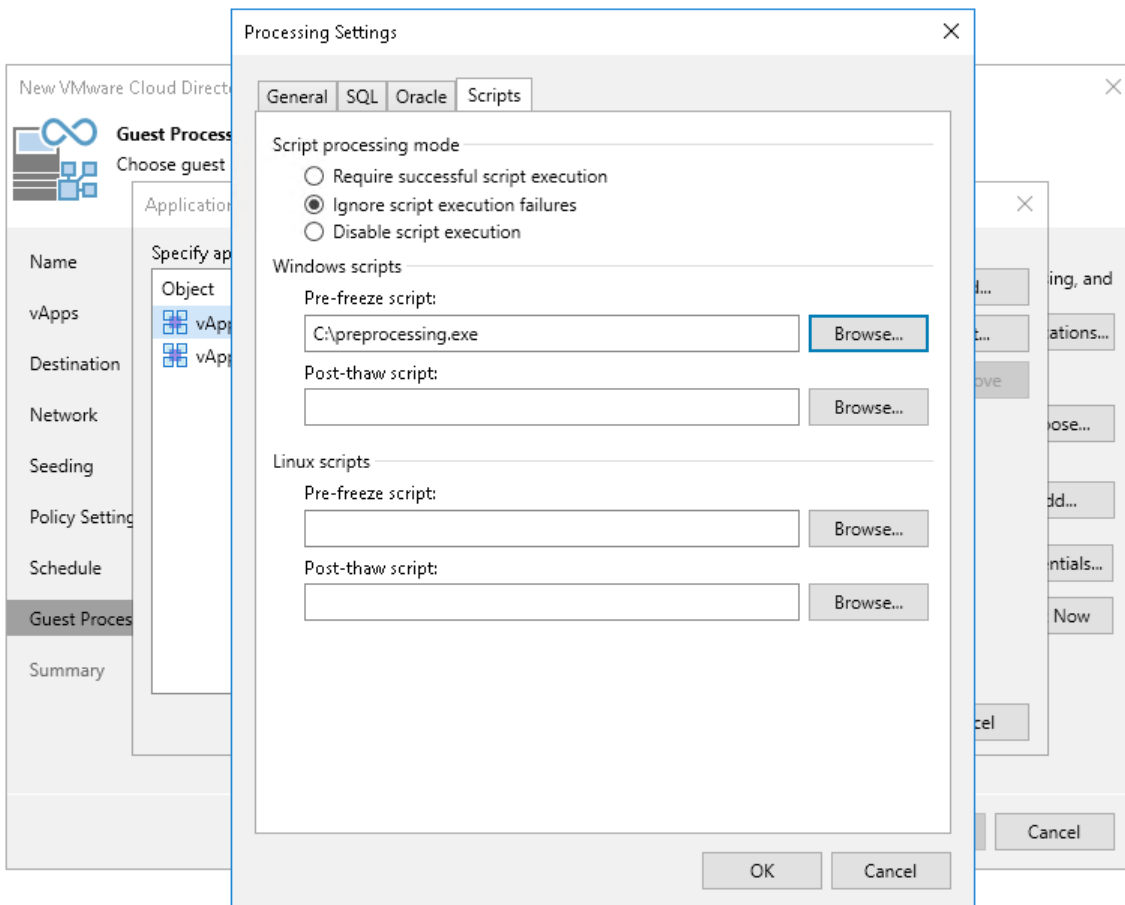 Processing Settings
New VMware Cloud Direct
Guest Process
Choose guest
General SQL Oracle Scripts
Script processing mode
Require successful script execution
Ignore script execution failures
Disable script execution
Windows scripts
Pre-freeze script:
C:\preprocessing.exe Browse...
Post-thaw script:
Browse...
Linux scripts
Pre-freeze script:
Browse...
Post-thaw script:
Browse...
OK Cancel
Application
Specify ap
Object
vApp
vApp
Name
vApps
Destination
Network
Seeding
Policy Setting
Schedule
Guest Proces
Summary
ing, and
ations...
ove
ose...
dd...
entials...
Now
cel
Cancel